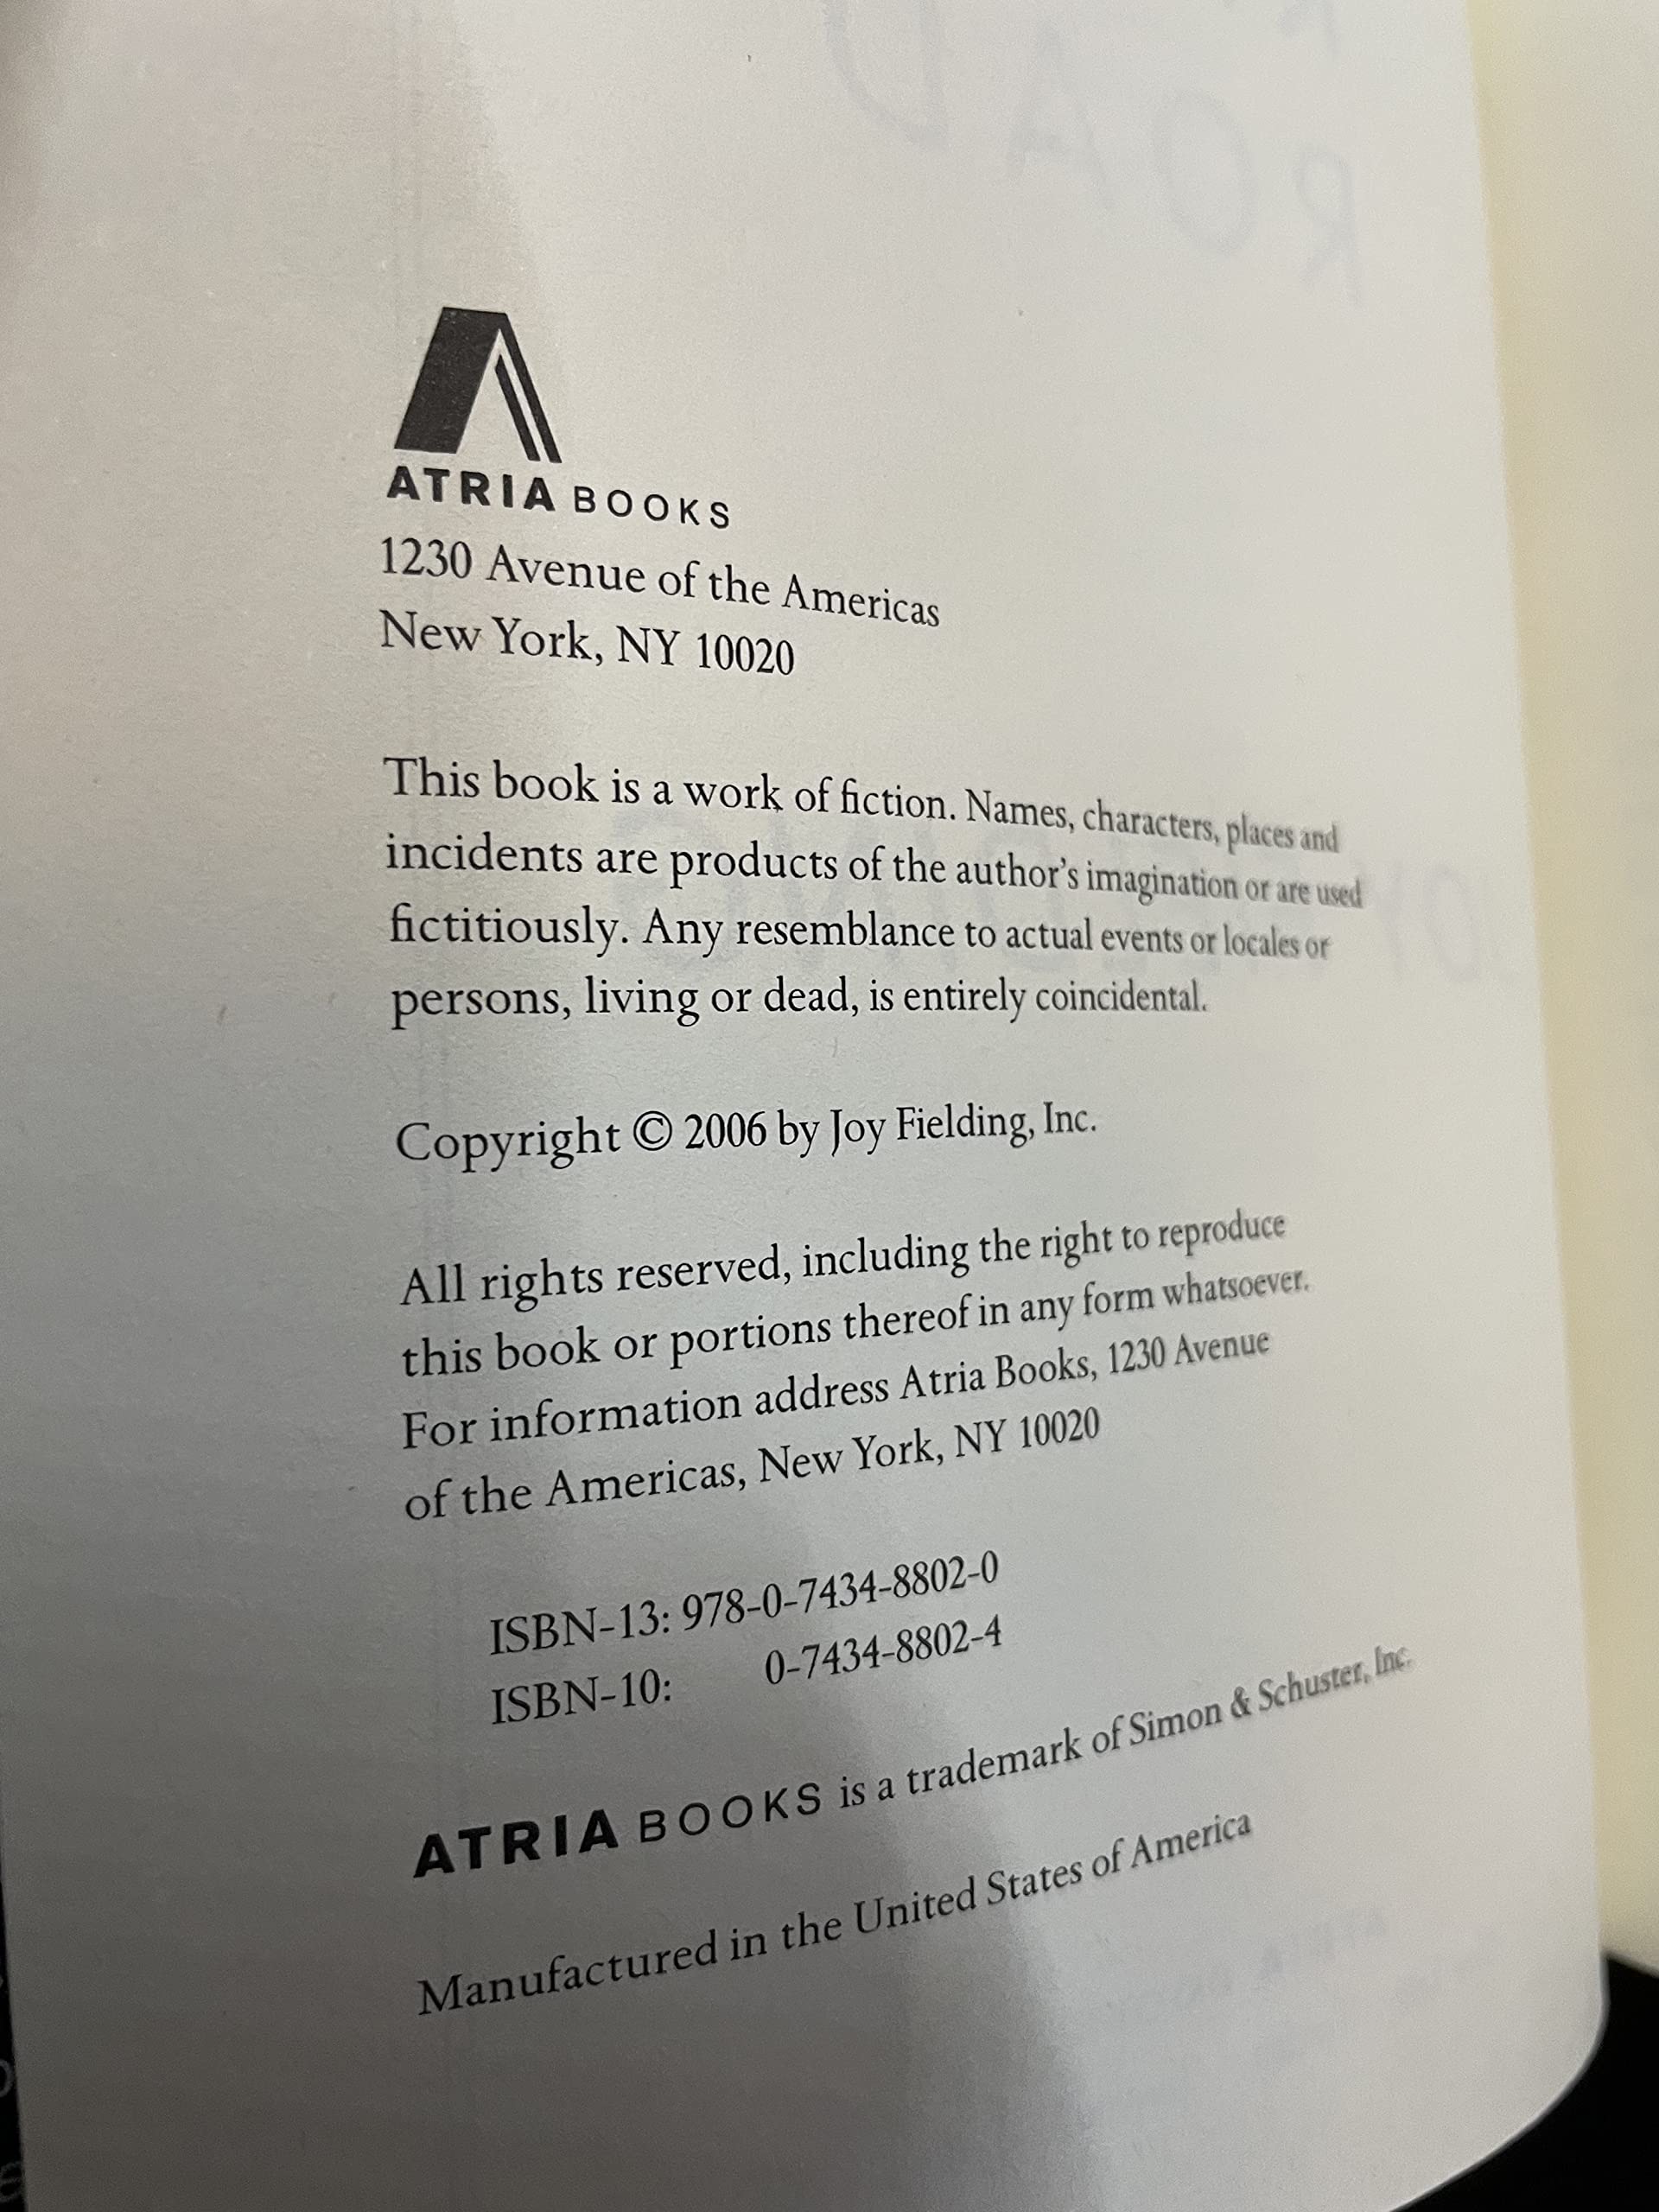 ATRIA BOOKS
1230 Avenue of the Americas
New York, NY 10020
This book is a work of fiction. Names, characters, places and
incidents are products of the author's imagination or are used
fictitiously. Any resemblance to actual events or locales or
persons, living or dead, is entirely coincidental.
Copyright © 2006 by Joy Fielding, Inc.
All rights reserved, including the right to reproduce
this book or portions thereof in any form whatsoever.
For information address Atria Books, 1230 Avenue
of the Americas, New York, NY 10020
ISBN-13: 978-0-7434-8802-0
ISBN-10: 0-7434-8802-4
ATRIA BOOKS is a trademark of Simon & Schuster, Inc.
Manufactured in the United States of America